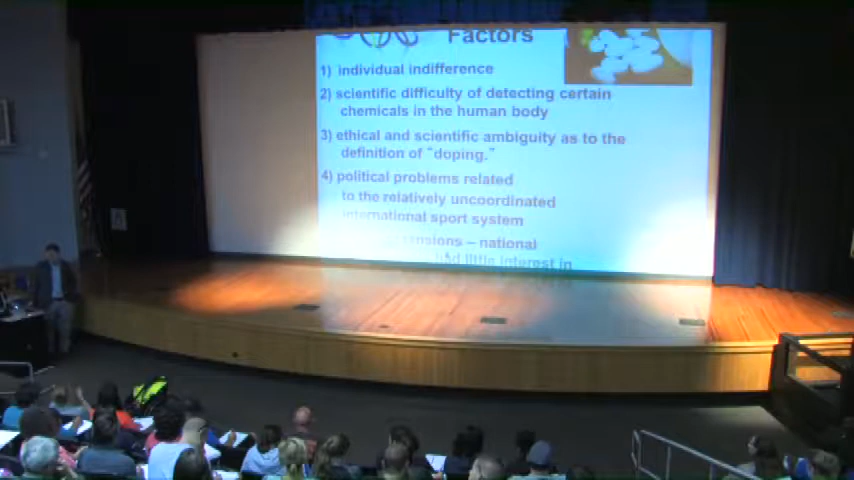 Factors
1) individual indifference
2) scientific difficulty of detecting certain
chemicals in the human body
3) ethical and scientific ambiguity as to the
definition of "doping."
4) political problems related
to the relatively uncoordinated
international sport system
– national
little interest in